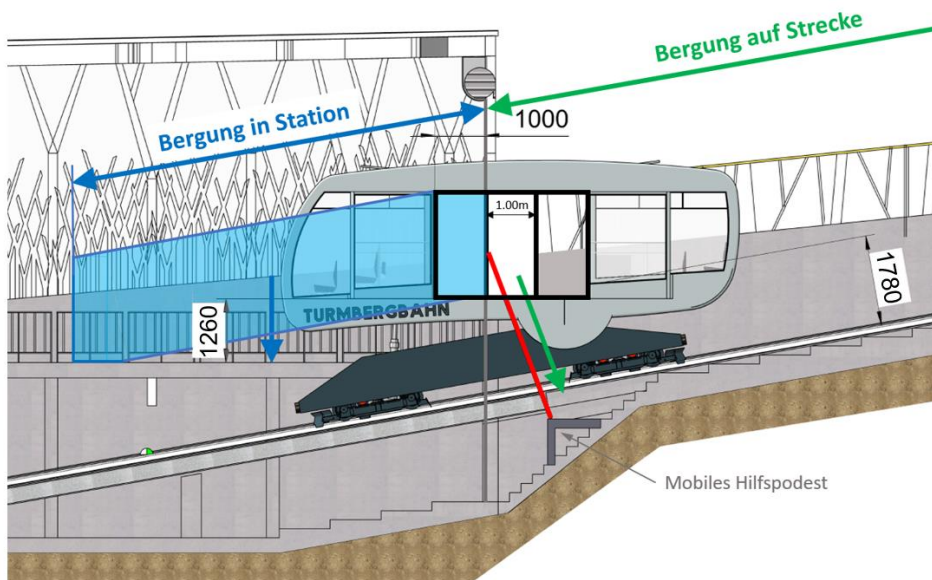 Bergung auf Strecke
Bergung in Station
1000
1.00m
1780
1260
TURMBERGBAHN
Mobiles Hilfspodest